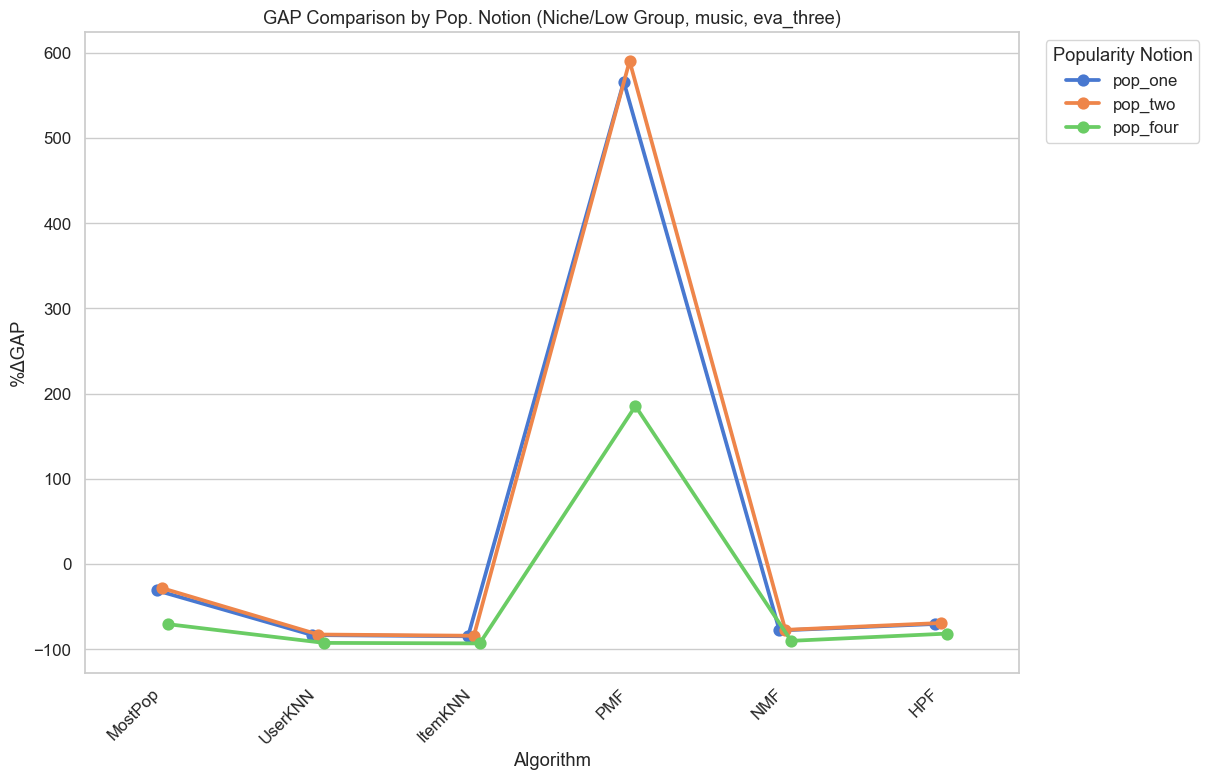 GAP Comparison by Pop. Notion (Niche/Low Group, music, eva_three)
Popularity Notion
pop_one
pop_two
pop_four
%ΔGAP
600
500
400
300
200
100
0
−100
MostPop
UserKNN
ItemKNN
PMF
NMF
HPF
Algorithm